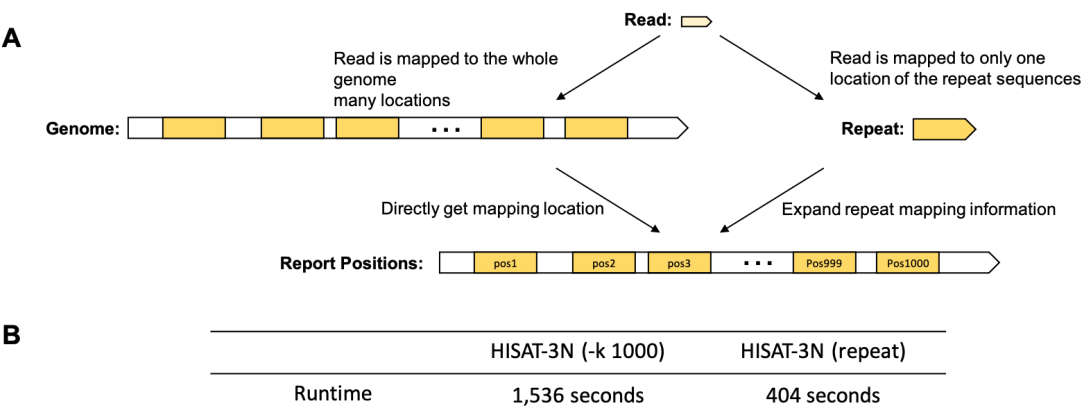 A
Read:
Read is mapped to the whole
genome
many locations
Read is mapped to only one
location of the repeat sequences
Genome:
...
Repeat:
Directly get mapping location
Expand repeat mapping information
Report Positions:
pos1 pos2 pos3 ... Pos999 Pos1000
B
HISAT-3N (-k 1000) HISAT-3N (repeat)
Runtime 1,536 seconds 404 seconds